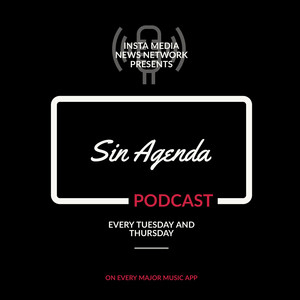 INSTA MEDIA
NEWS NETWORK
PRESENTS
Sin Agenda
PODCAST
EVERY TUESDAY AND
THURSDAY
ON EVERY MAJOR MUSIC APP